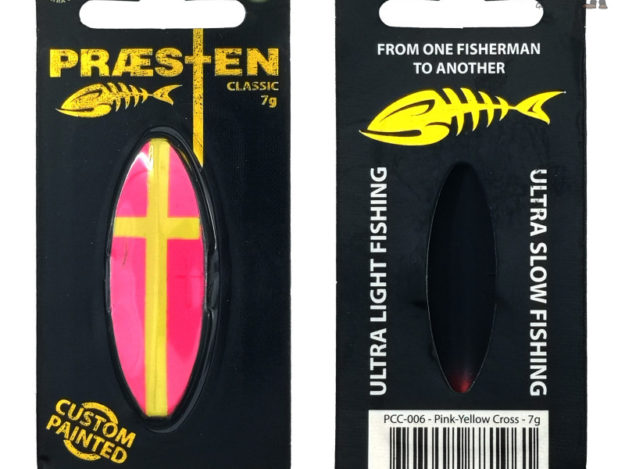 PRÆSTEN
CLASSIC
7g
CUSTOM
PAINTED
FROM ONE FISHERMAN
TO ANOTHER
ULTRA LIGHT FISHING
ULTRA SLOW FISHING
PCC-006 - Pink-Yellow Cross - 7g